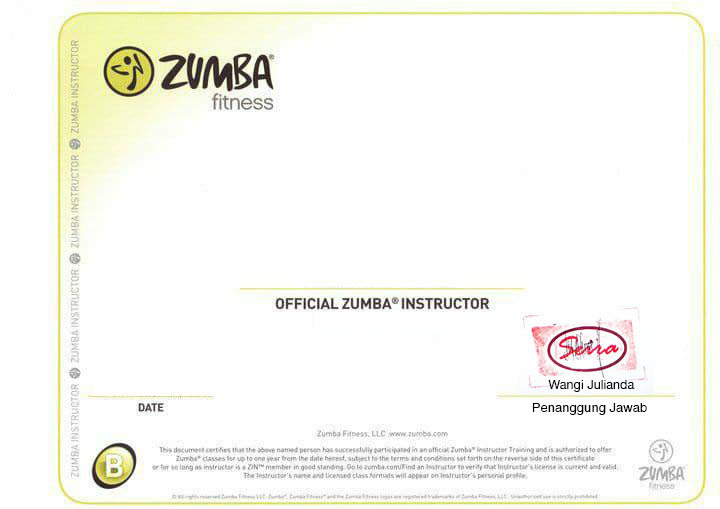 ZUMBA INSTRUCTOR ZUMBA INSTRUCTOR ZUMBA INSTRUCTOR ZUMBA INSTRUCTOR
ZUMBA®
fitness
OFFICIAL ZUMBA® INSTRUCTOR
Serra
Wangi Julianda
DATE
Penanggung Jawab
Zumba Fitness, LLC www.zumba.com
B
This document certifies that the above named person has successfully participated in an official Zumba® Instructor Training and is authorized to offer
Zumba® classes for up to one year from the date hereof, subject to the terms and conditions set forth on the reverse side of this certificate
or for so long as instructor is a ZIN™ member in good standing. Go to zumba.com/Find an Instructor to verify that Instructor's license is current and valid.
The Instructor's name and licensed class formats will appear on Instructor's personal profile.
ZUMBA
fitness
© All rights reserved Zumba Fitness LLC. Zumba®, Zumba Fitness® and the Zumba Fitness logos are registered trademarks of Zumba Fitness, LLC. Unauthorized use is strictly prohibited.